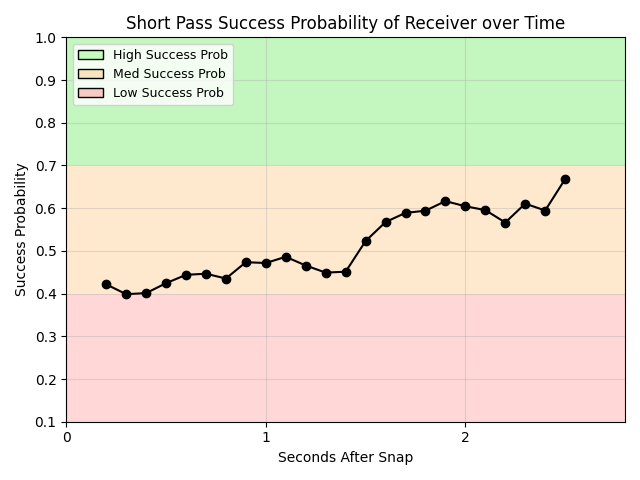 Short Pass Success Probability of Receiver over Time
High Success Prob
Med Success Prob
Low Success Prob
Success Probability
1.0
0.9
0.8
0.7
0.6
0.5
0.4
0.3
0.2
0.1
0 1 2
Seconds After Snap